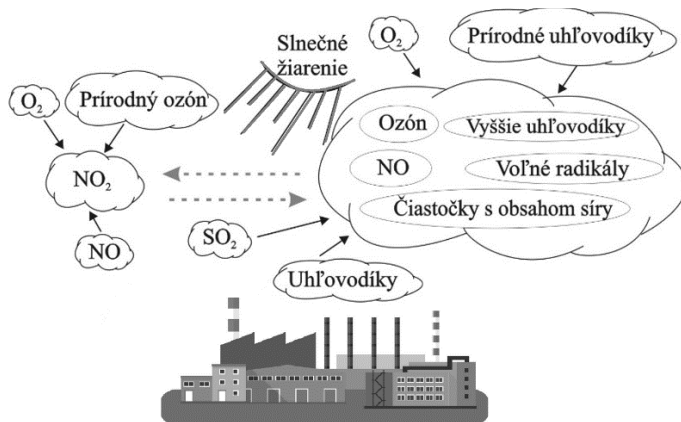 Slnečné
žiarenie
O₂
Prírodné uhľovodíky
O₂
Prírodný ozón
Ozón
Vyššie uhľovodíky
NO₂
NO
Voľné radikály
Čiastočky s obsahom síry
NO
SO₂
Uhľovodíky